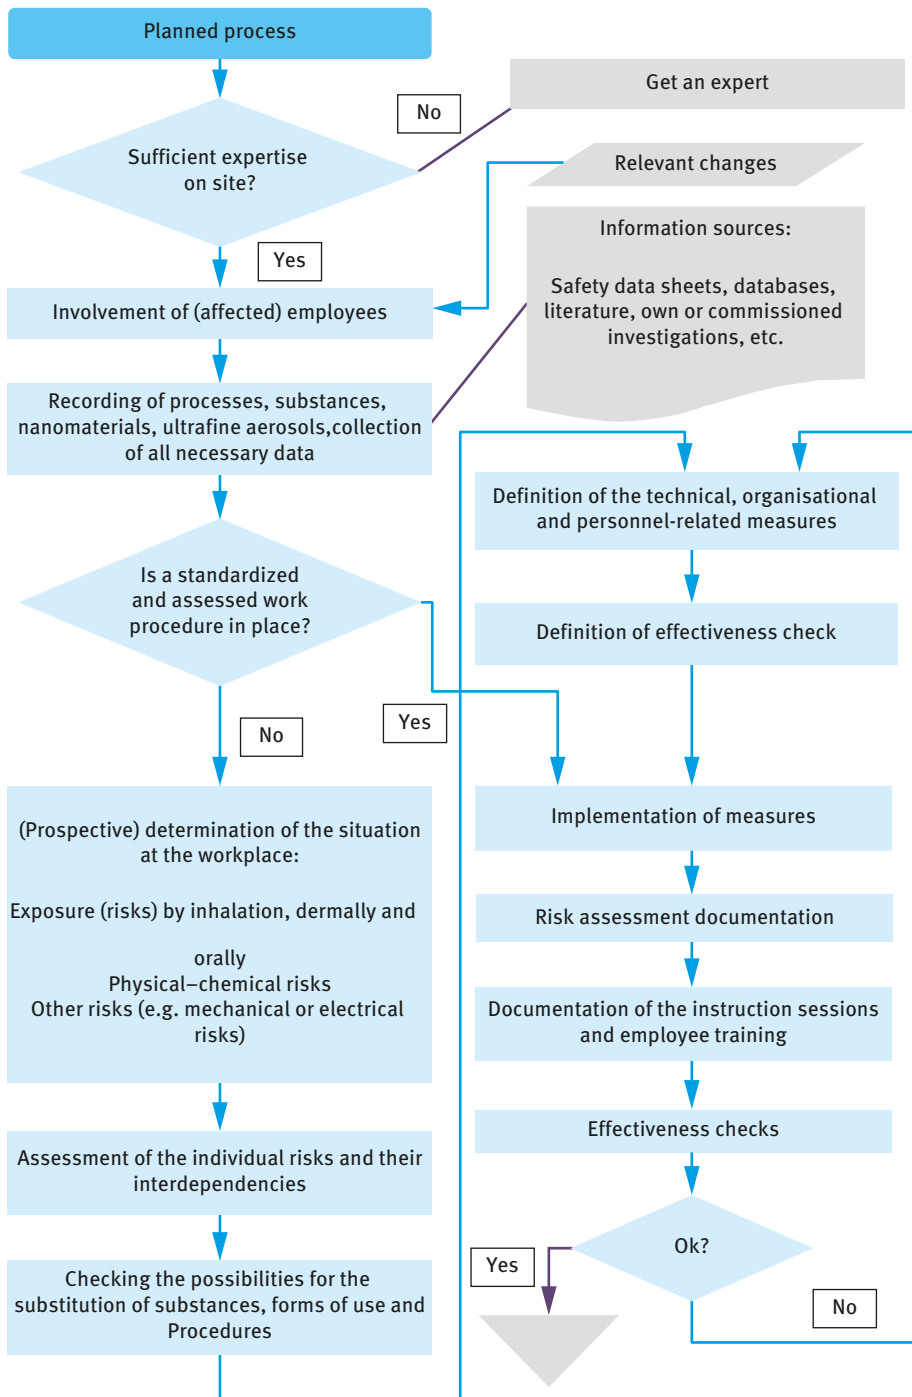 Planned process
Get an expert
No
Sufficient expertise
on site?
Relevant changes
Yes
Information sources:
Safety data sheets, databases,
literature, own or commissioned
investigations, etc.
Involvement of (affected) employees
Recording of processes, substances,
nanomaterials, ultrafine aerosols,collection
of all necessary data
Is a standardized
and assessed work
procedure in place?
Yes
No
(Prospective) determination of the situation
at the workplace:
Exposure (risks) by inhalation, dermally and
orally
Physical–chemical risks
Other risks (e.g. mechanical or electrical
risks)
Assessment of the individual risks and their
interdependencies
Checking the possibilities for the
substitution of substances, forms of use and
Procedures
Definition of the technical, organisational
and personnel-related measures
Definition of effectiveness check
Implementation of measures
Risk assessment documentation
Documentation of the instruction sessions
and employee training
Effectiveness checks
Ok?
Yes
No